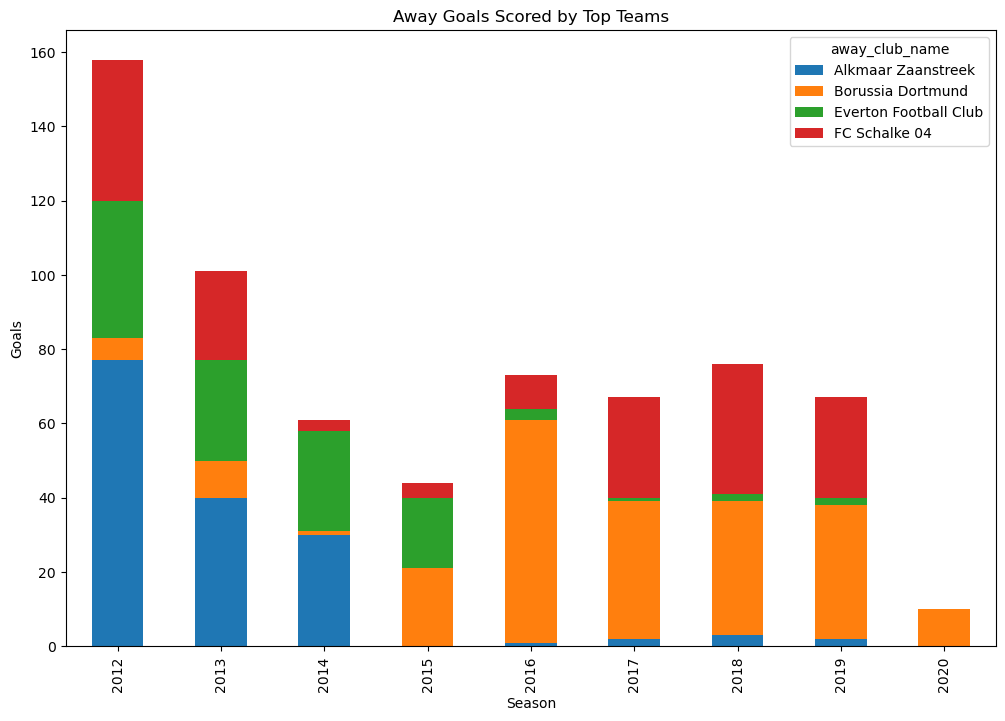 Away Goals Scored by Top Teams
160
140
120
100
80
60
40
20
0
Goals
away_club_name
Alkmaar Zaanstreek
Borussia Dortmund
Everton Football Club
FC Schalke 04
2012
2013
2014
2015
2016
2017
2018
2019
2020
Season